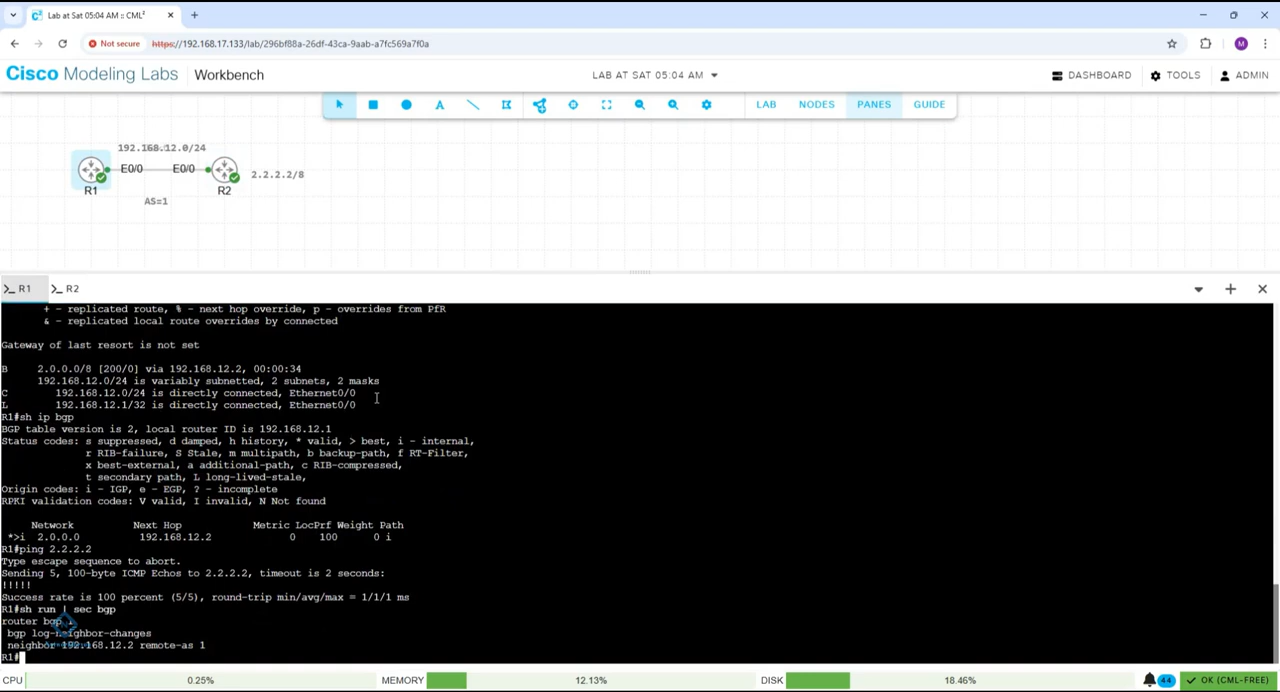 Lab at Sat 05:04 AM :: CML²
Not secure
https://192.168.17.133/lab/296bf88a-26df-43ca-9aab-a7fc569a7f0a
M
Cisco Modeling Labs
Workbench
LAB AT SAT 05:04 AM
DASHBOARD
TOOLS
ADMIN
A
LAB
NODES
PANES
GUIDE
192.168.12.0/24
E0/0
E0/0
2.2.2.2/8
R1
R2
AS=1
>_ R1
>_ R2
+ - replicated route, % - next hop override, p - overrides from PfR
& - replicated local route overrides by connected
Gateway of last resort is not set
B 2.0.0.0/8 [200/0] via 192.168.12.2, 00:00:34
192.168.12.0/24 is variably subnetted, 2 subnets, 2 masks
C 192.168.12.0/24 is directly connected, Ethernet0/0
L 192.168.12.1/32 is directly connected, Ethernet0/0
R1#sh ip bgp
BGP table version is 2, local router ID is 192.168.12.1
Status codes: s suppressed, d damped, h history, * valid, > best, i - internal,
r RIB-failure, S Stale, m multipath, b backup-path, f RT-Filter,
x best-external, a additional-path, c RIB-compressed,
t secondary path, L long-lived-stale,
Origin codes: i - IGP, e - EGP, ? - incomplete
RPKI validation codes: V valid, I invalid, N Not found
Network Next Hop Metric LocPrf Weight Path
*>i 2.0.0.0 192.168.12.2 0 100 0 i
R1#ping 2.2.2.2
Type escape sequence to abort.
Sending 5, 100-byte ICMP Echos to 2.2.2.2, timeout is 2 seconds:
!!!!!
Success rate is 100 percent (5/5), round-trip min/avg/max = 1/1/1 ms
R1#sh run | sec bgp
router bgp 1
bgp log-neighbor-changes
neighbor 192.168.12.2 remote-as 1
R1#
CPU
0.25%
MEMORY
12.13%
DISK
18.46%
44
OK (CML-FREE)